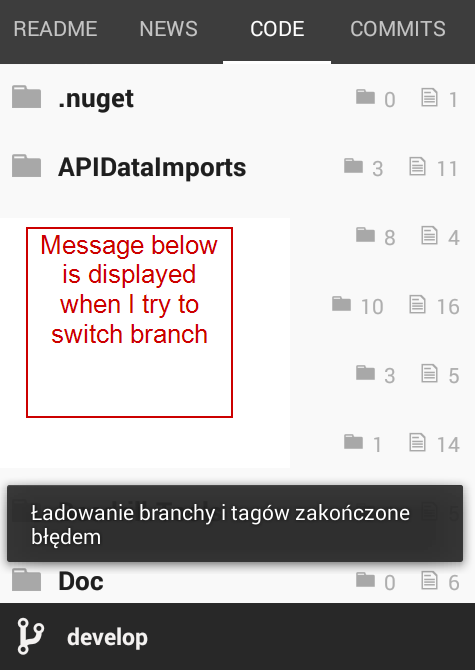 README NEWS CODE COMMITS
.nuget 0 1
APIDataImports 3 11
8 4
Message below
is displayed
when I try to
switch branch
10 16
3 5
1 14
Ładowanie branchy i tagów zakończone
błędem
Doc 0 6
develop